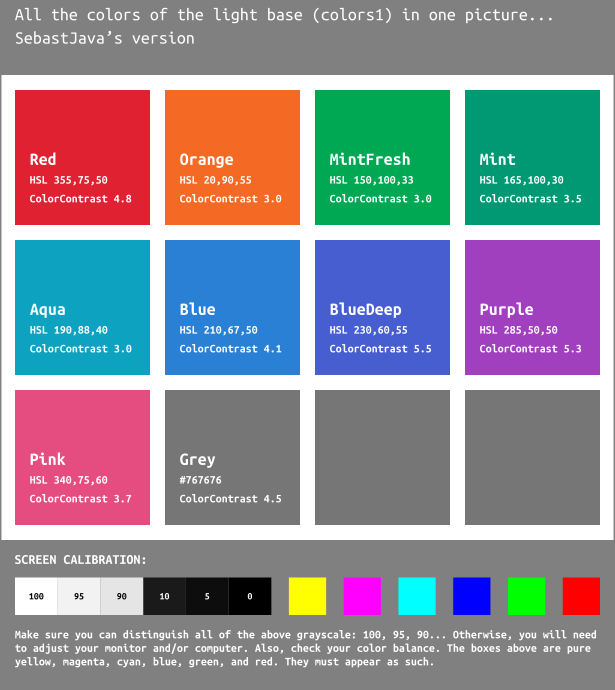 All the colors of the light base (colors1) in one picture...
SebastJava’s version
Red
HSL 355,75,50
ColorContrast 4.8
Orange
HSL 20,90,55
ColorContrast 3.0
MintFresh
HSL 150,100,33
ColorContrast 3.0
Mint
HSL 165,100,30
ColorContrast 3.5
Aqua
HSL 190,88,40
ColorContrast 3.0
Blue
HSL 210,67,50
ColorContrast 4.1
BlueDeep
HSL 230,60,55
ColorContrast 5.5
Purple
HSL 285,50,50
ColorContrast 5.3
Pink
HSL 340,75,60
ColorContrast 3.7
Grey
#767676
ColorContrast 4.5
SCREEN CALIBRATION:
100 95 90 10 5 0
Make sure you can distinguish all of the above grayscale: 100, 95, 90... Otherwise, you will need
to adjust your monitor and/or computer. Also, check your color balance. The boxes above are pure
yellow, magenta, cyan, blue, green, and red. They must appear as such.